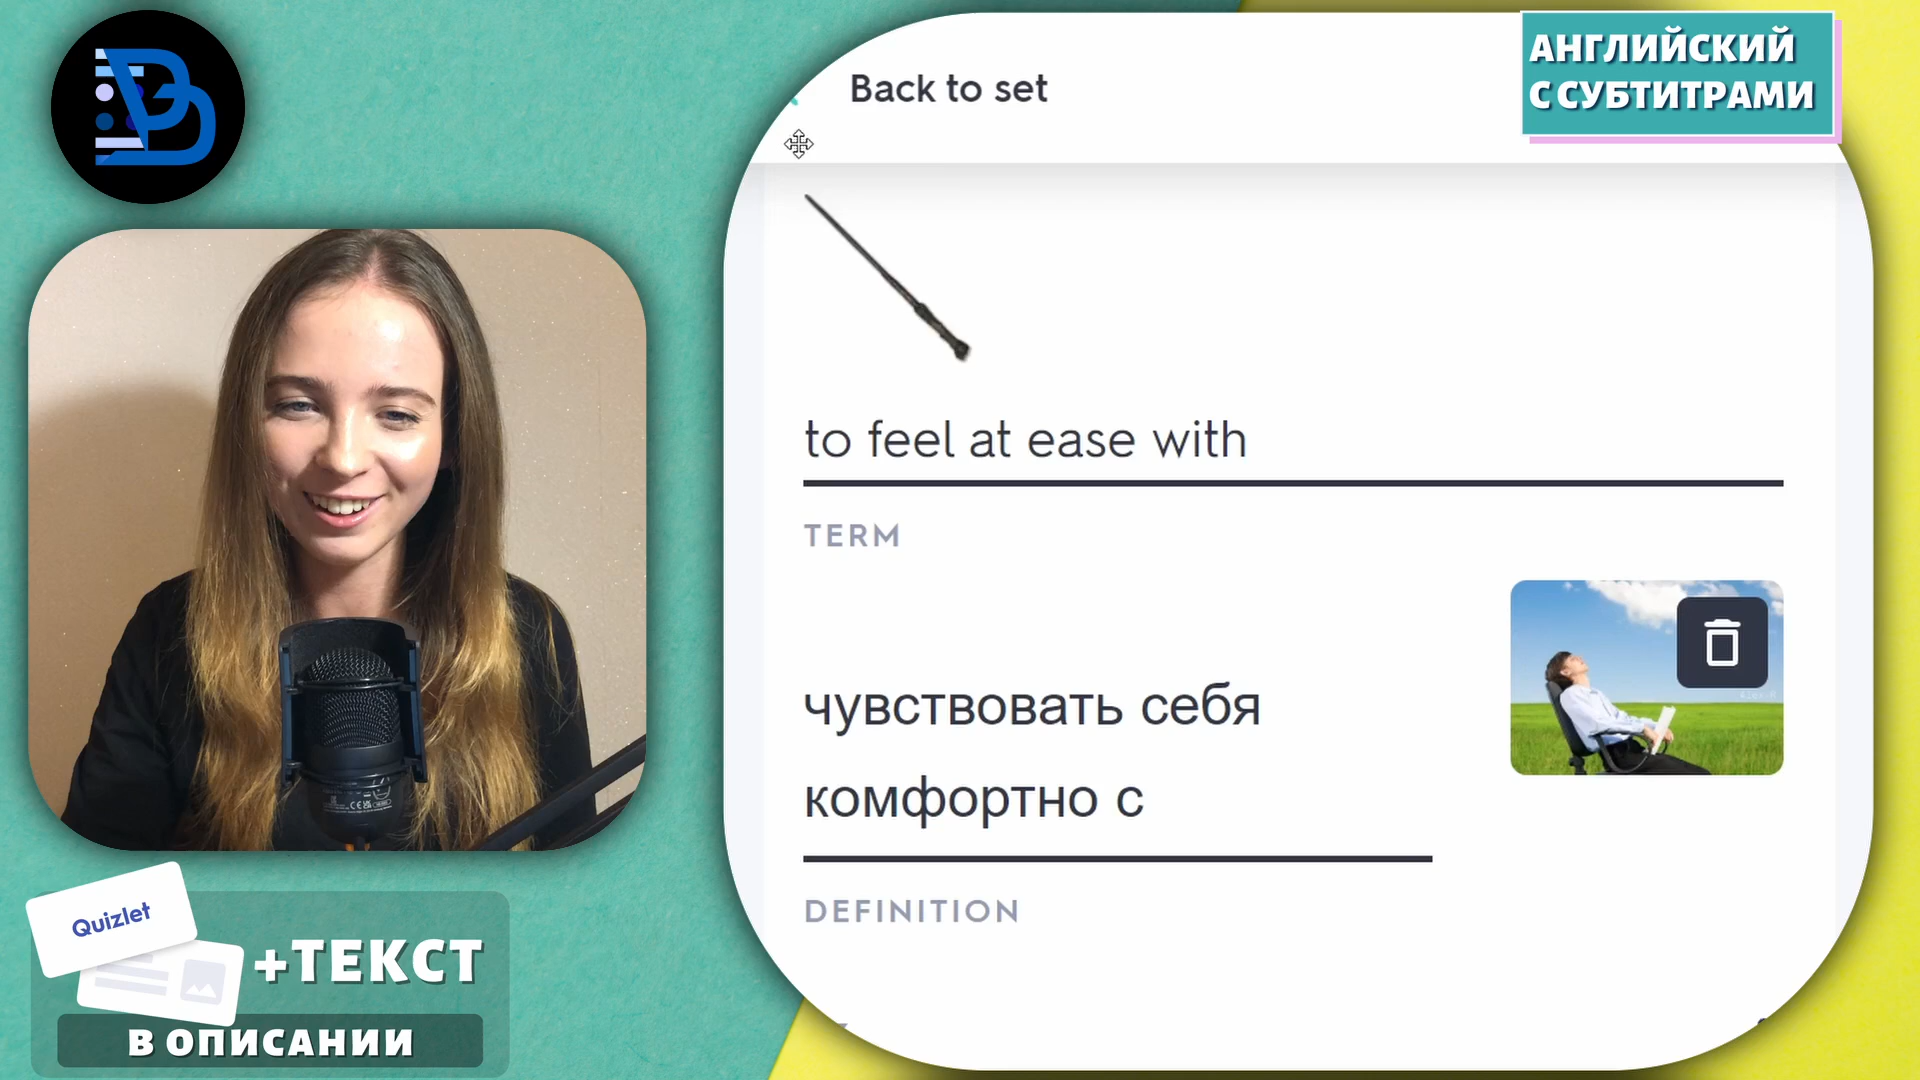 Back to set
АНГЛИЙСКИЙ
С СУБТИТРАМИ
to feel at ease with
TERM
чувствовать себя
комфортно с
DEFINITION
Quizlet
+ТЕКСТ
В ОПИСАНИИ